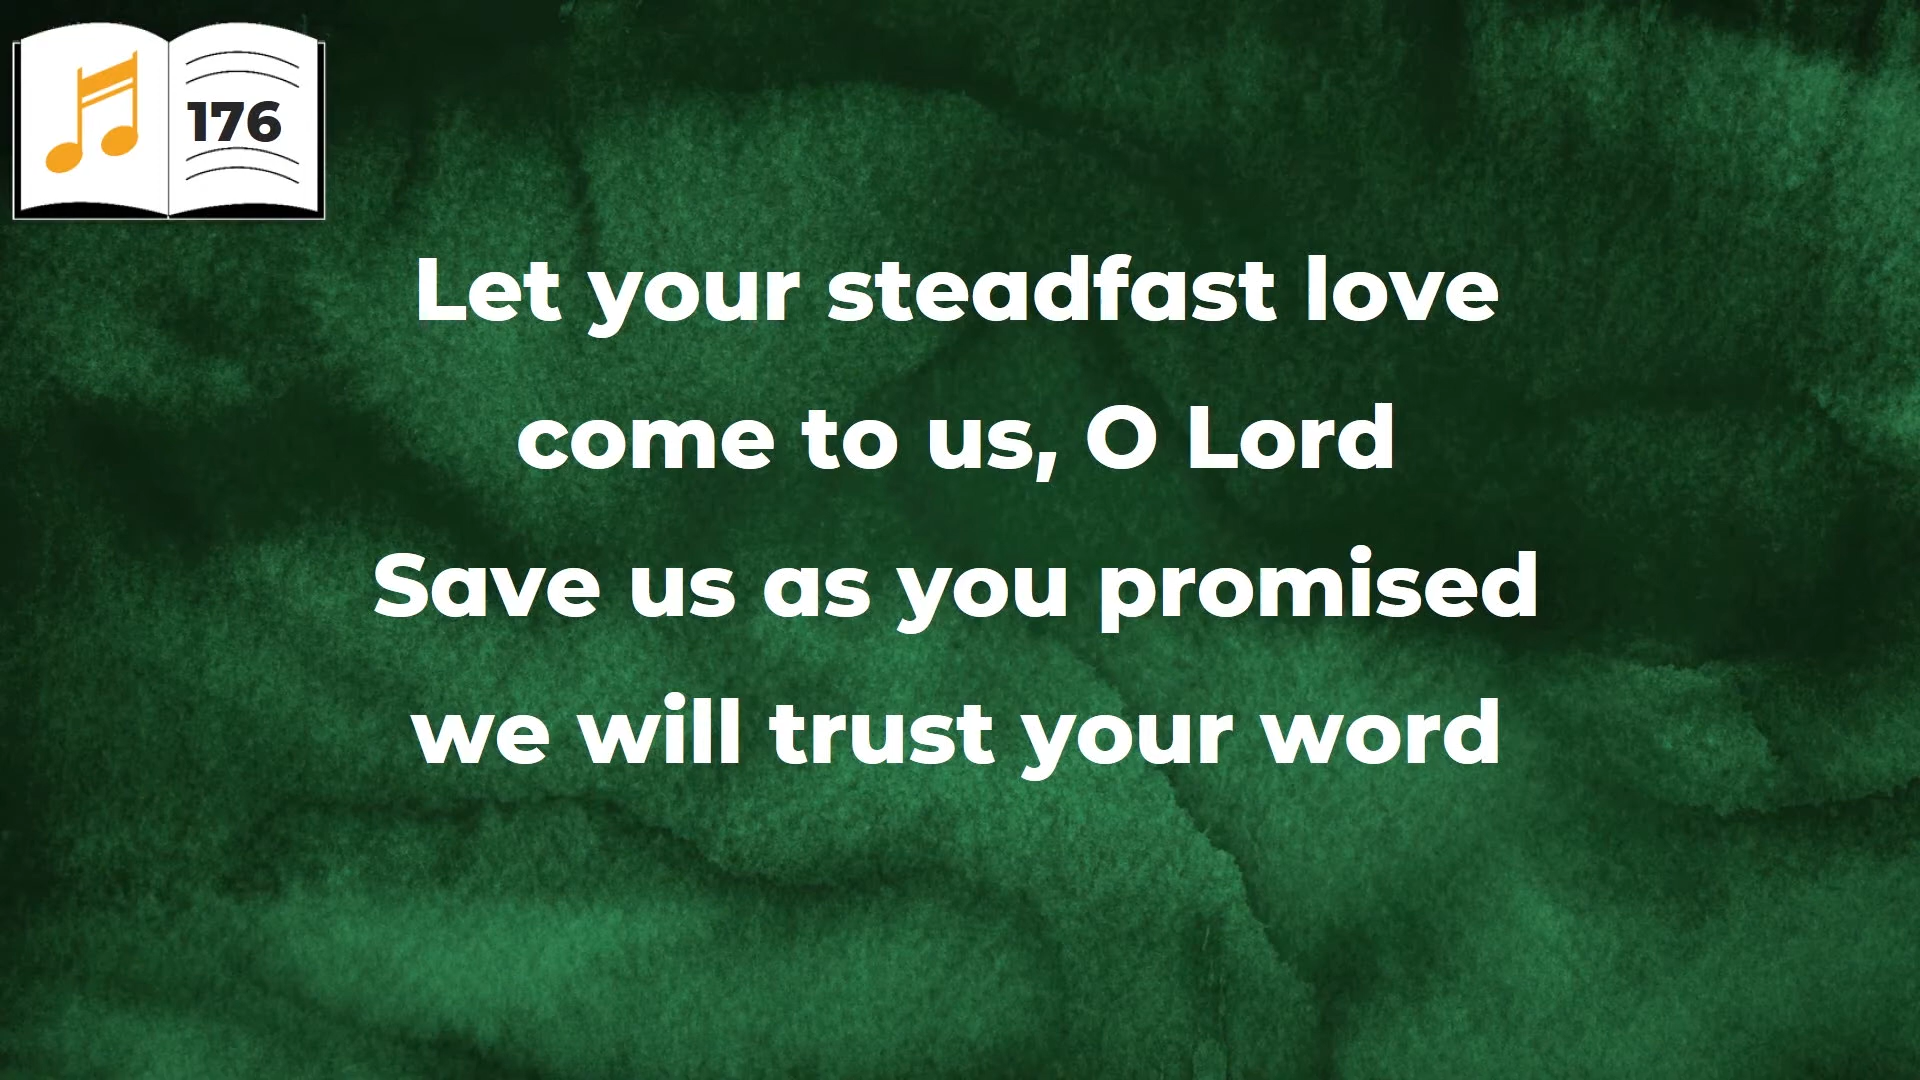 176
Let your steadfast love
come to us, O Lord
Save us as you promised
we will trust your word